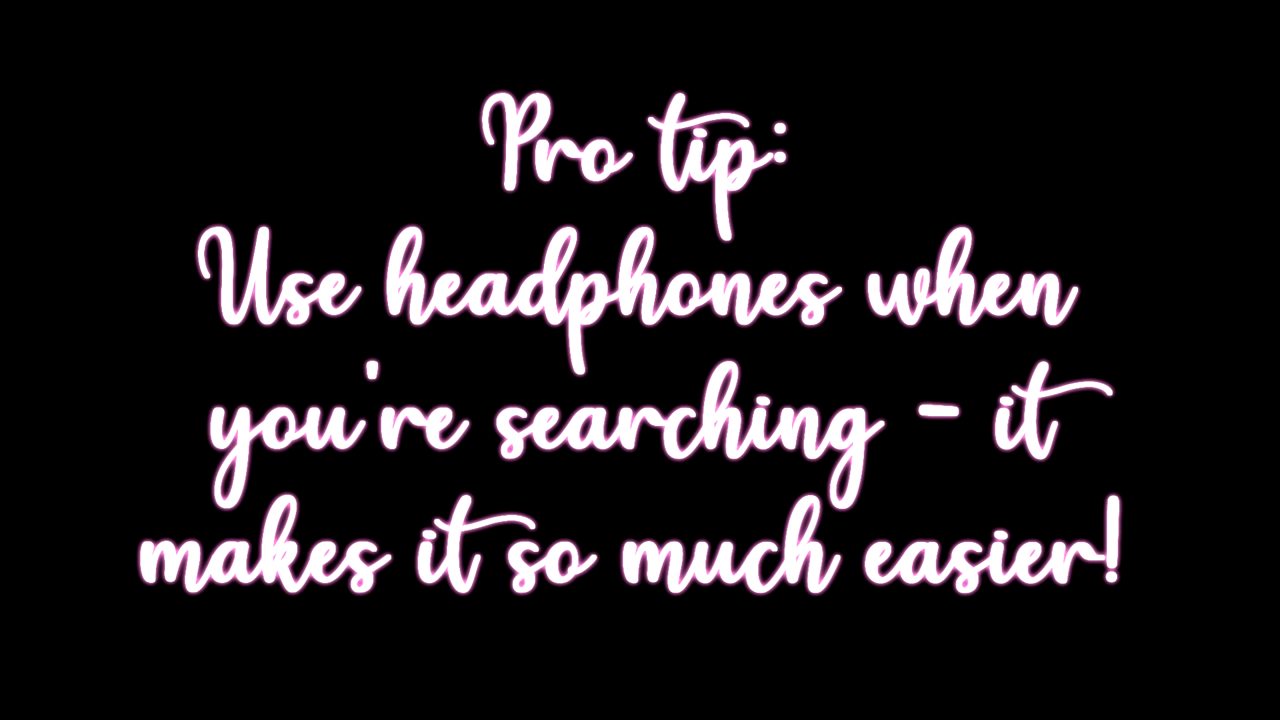 Pro tip:
Use headphones when
you're searching - it
makes it so much easier!